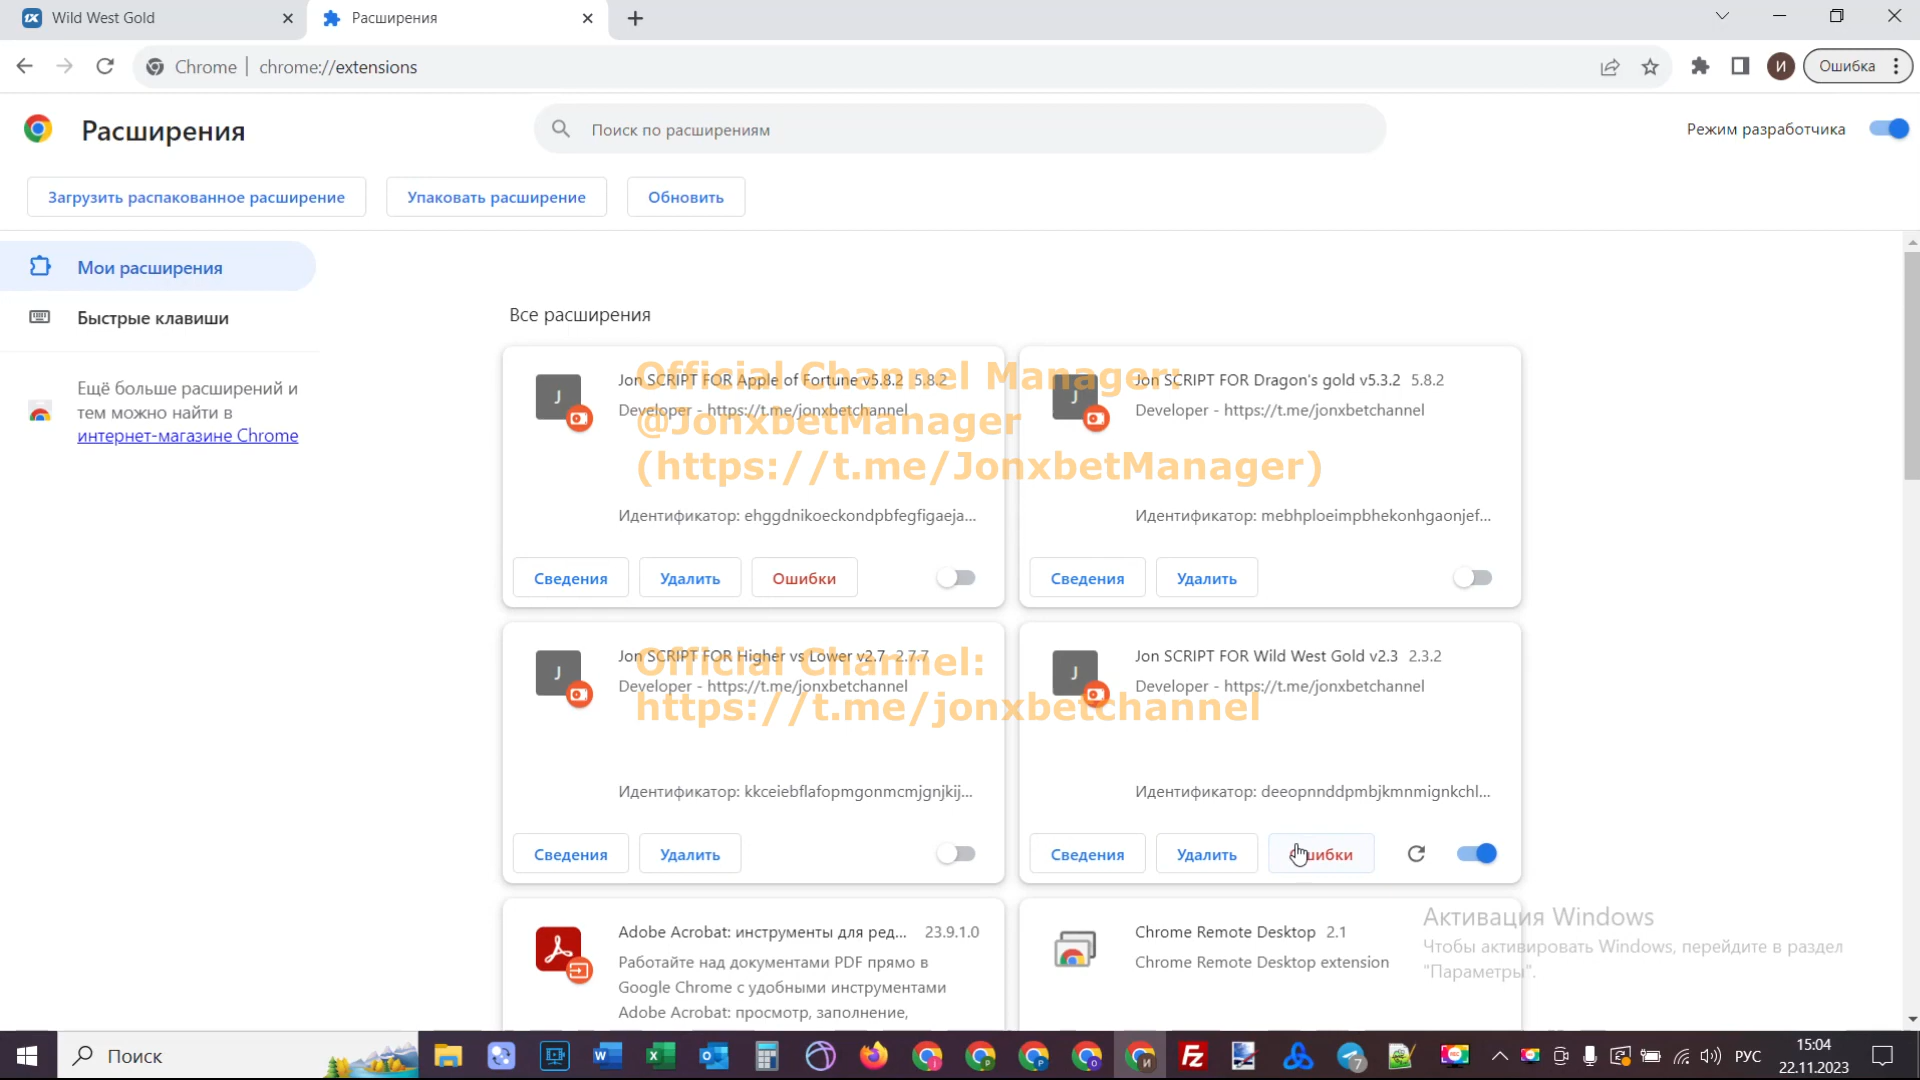 Wild West Gold
Расширения
Chrome
chrome://extensions
И
Ошибка
Расширения
Поиск по расширениям
Режим разработчика
Загрузить распакованное расширение
Упаковать расширение
Обновить
Мои расширения
Быстрые клавиши
Ещё больше расширений и
тем можно найти в
интернет-магазине Chrome
Все расширения
J
Jon SCRIPT FOR Apple of Fortune v5.8.2 5.8.2
Developer - https://t.me/jonxbetchannel
Идентификатор: ehggdnikoeckondpbfegfigaeja...
Сведения
Удалить
Ошибки
J
Jon SCRIPT FOR Dragon's gold v5.3.2 5.8.2
Developer - https://t.me/jonxbetchannel
Идентификатор: mebhploeimpbhekonhgaonjef...
Сведения
Удалить
Official Channel Manager:
@JonxbetManager
(https://t.me/JonxbetManager)
J
Jon SCRIPT FOR Higher vs Lower v2.7 2.7.7
Developer - https://t.me/jonxbetchannel
Идентификатор: kkceiebflafopmgonmcmjgnjkij...
Сведения
Удалить
J
Jon SCRIPT FOR Wild West Gold v2.3 2.3.2
Developer - https://t.me/jonxbetchannel
Идентификатор: deeopnnddpmbjkmnmignkchl...
Сведения
Удалить
Official Channel:
https://t.me/jonxbetchannel
Adobe Acrobat: инструменты для ред... 23.9.1.0
Работайте над документами PDF прямо в
Google Chrome с удобными инструментами
Adobe Acrobat: просмотр, заполнение,
Chrome Remote Desktop 2.1
Chrome Remote Desktop extension
Активация Windows
Чтобы активировать Windows, перейдите в раздел
"Параметры".
Поиск
РУС
15:04
22.11.2023